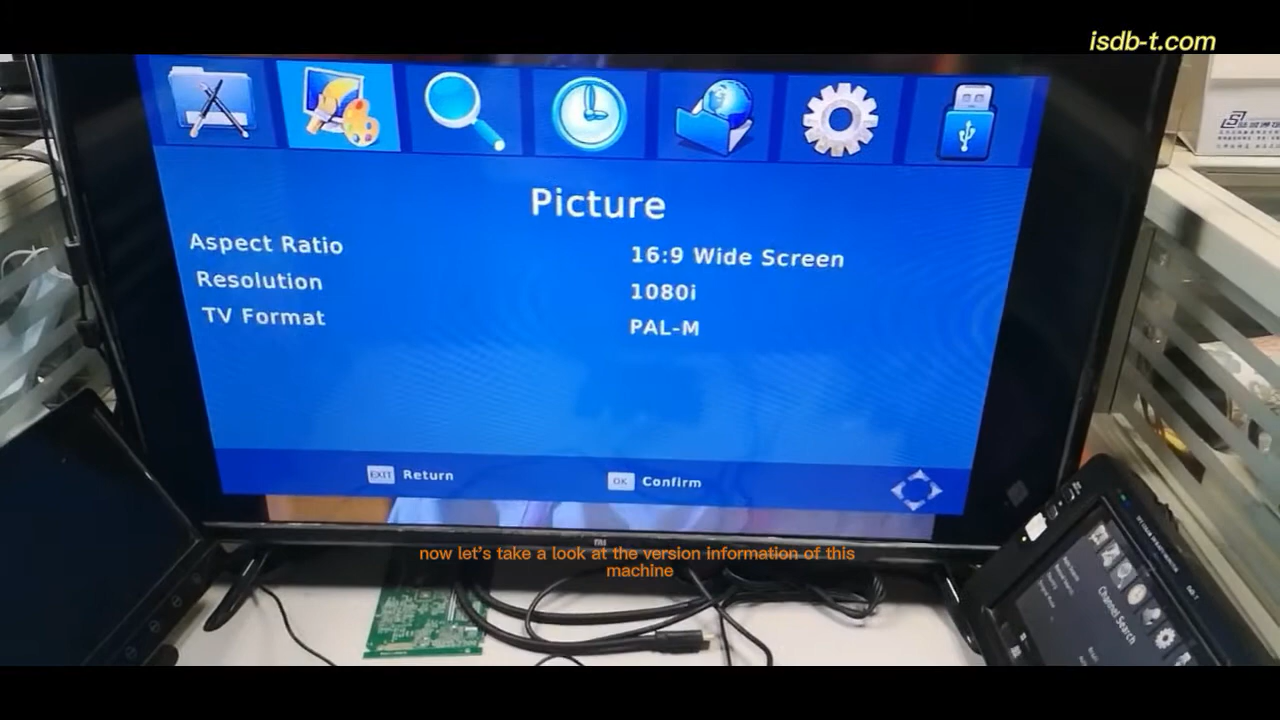 isdb-t.com
Picture
Aspect Ratio 16:9 Wide Screen
Resolution 1080i
TV Format PAL-M
EXIT Return OK Confirm
mi
now let's take a look at the version information of this
machine
Channel Search